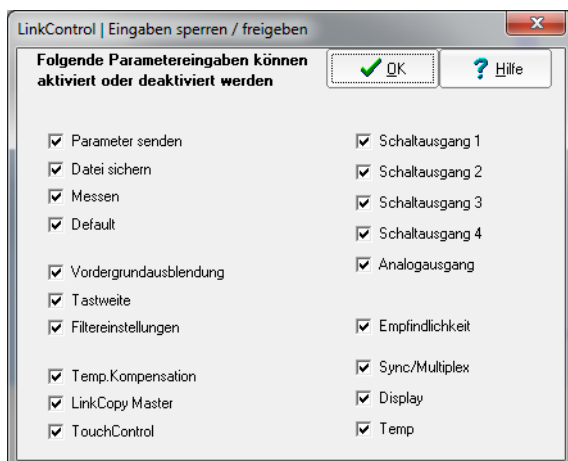 LinkControl | Eingaben sperren / freigeben
Folgende Parametereingaben können
aktiviert oder deaktiviert werden
OK
? Hilfe
Parameter senden
Datei sichern
Messen
Default
Vordergrundausblendung
Tastweite
Filtereinstellungen
Temp.Kompensation
LinkCopy Master
TouchControl
Schaltausgang 1
Schaltausgang 2
Schaltausgang 3
Schaltausgang 4
Analogausgang
Empfindlichkeit
Sync/Multiplex
Display
Temp